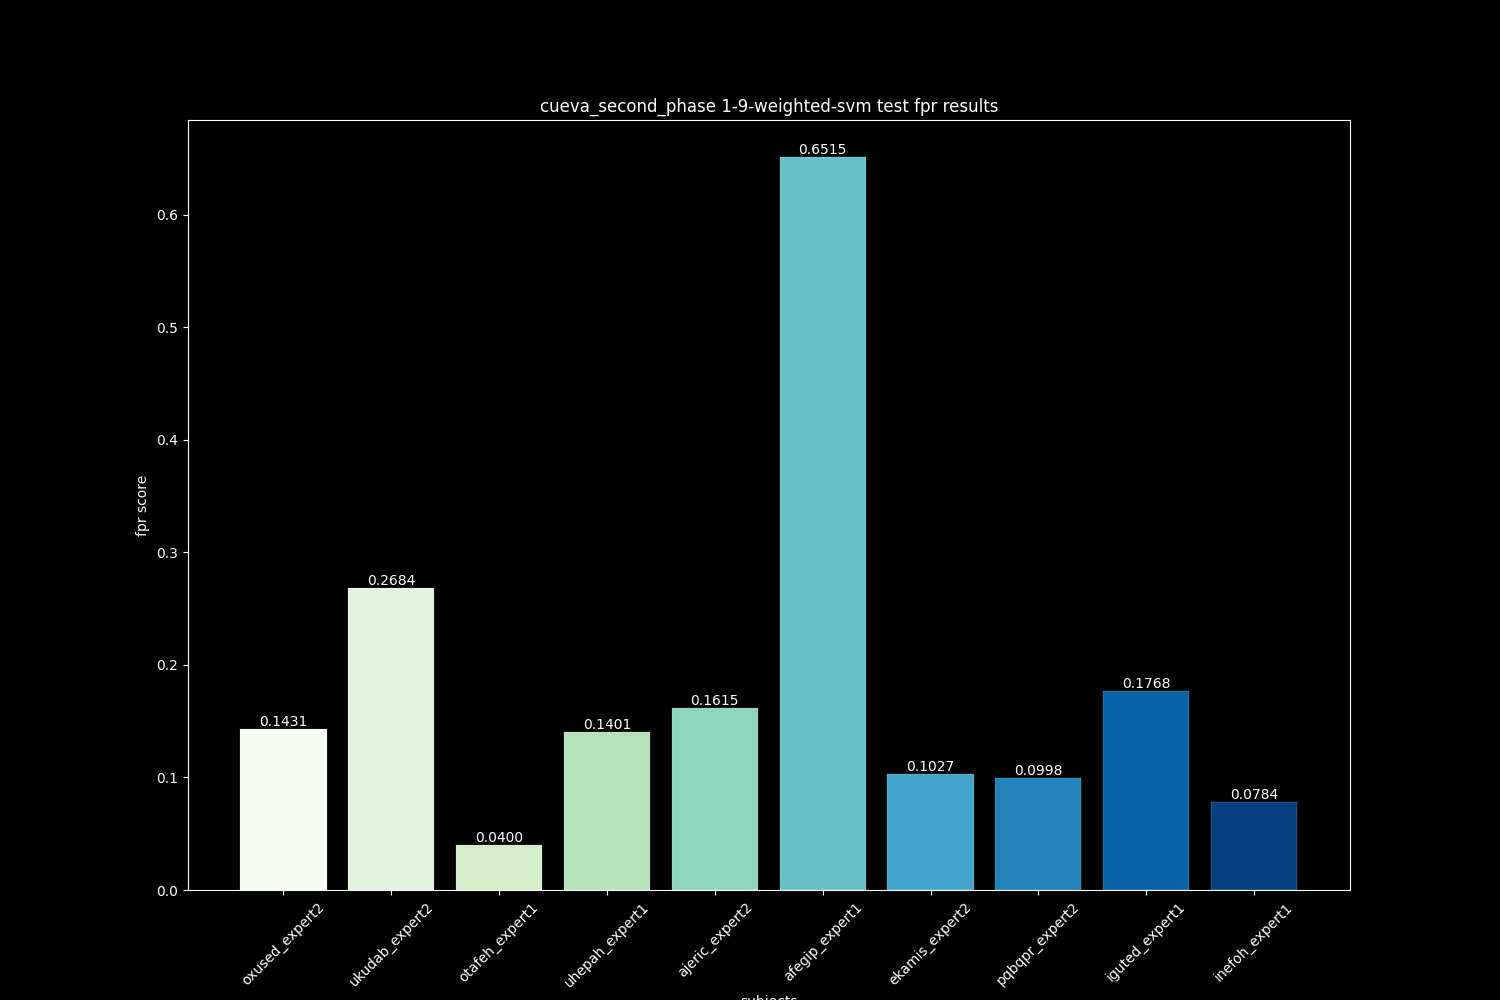 cueva_second_phase 1-9-weighted-svm test fpr results
0.6515
0.6
0.5
0.4
fpr score
0.3
0.2684
0.2
0.1768
0.1615
0.1431
0.1401
0.1027
0.0998
0.1
0.0784
0.0400
0.0
oxused_expert2
ukudab_expert2
otafeh_expert1
uhepah_expert1
ajeric_expert2
afegip_expert1
ekamis_expert2
pqbqpr_expert2
iguted_expert1
inefoh_expert1
subjects